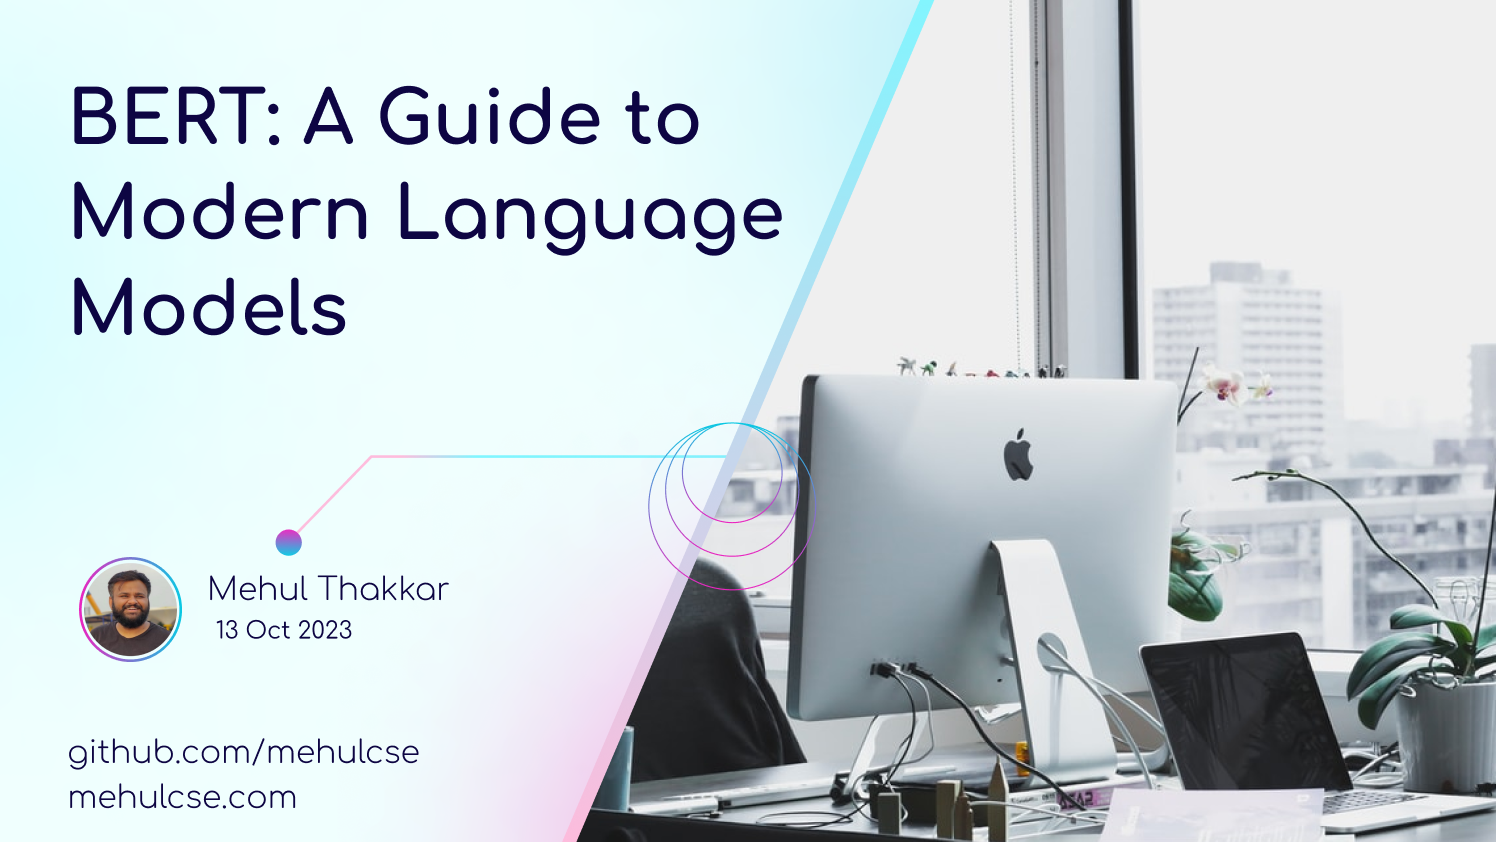 BERT: A Guide to
Modern Language
Models
Mehul Thakkar
13 Oct 2023
github.com/mehulcse
mehulcse.com